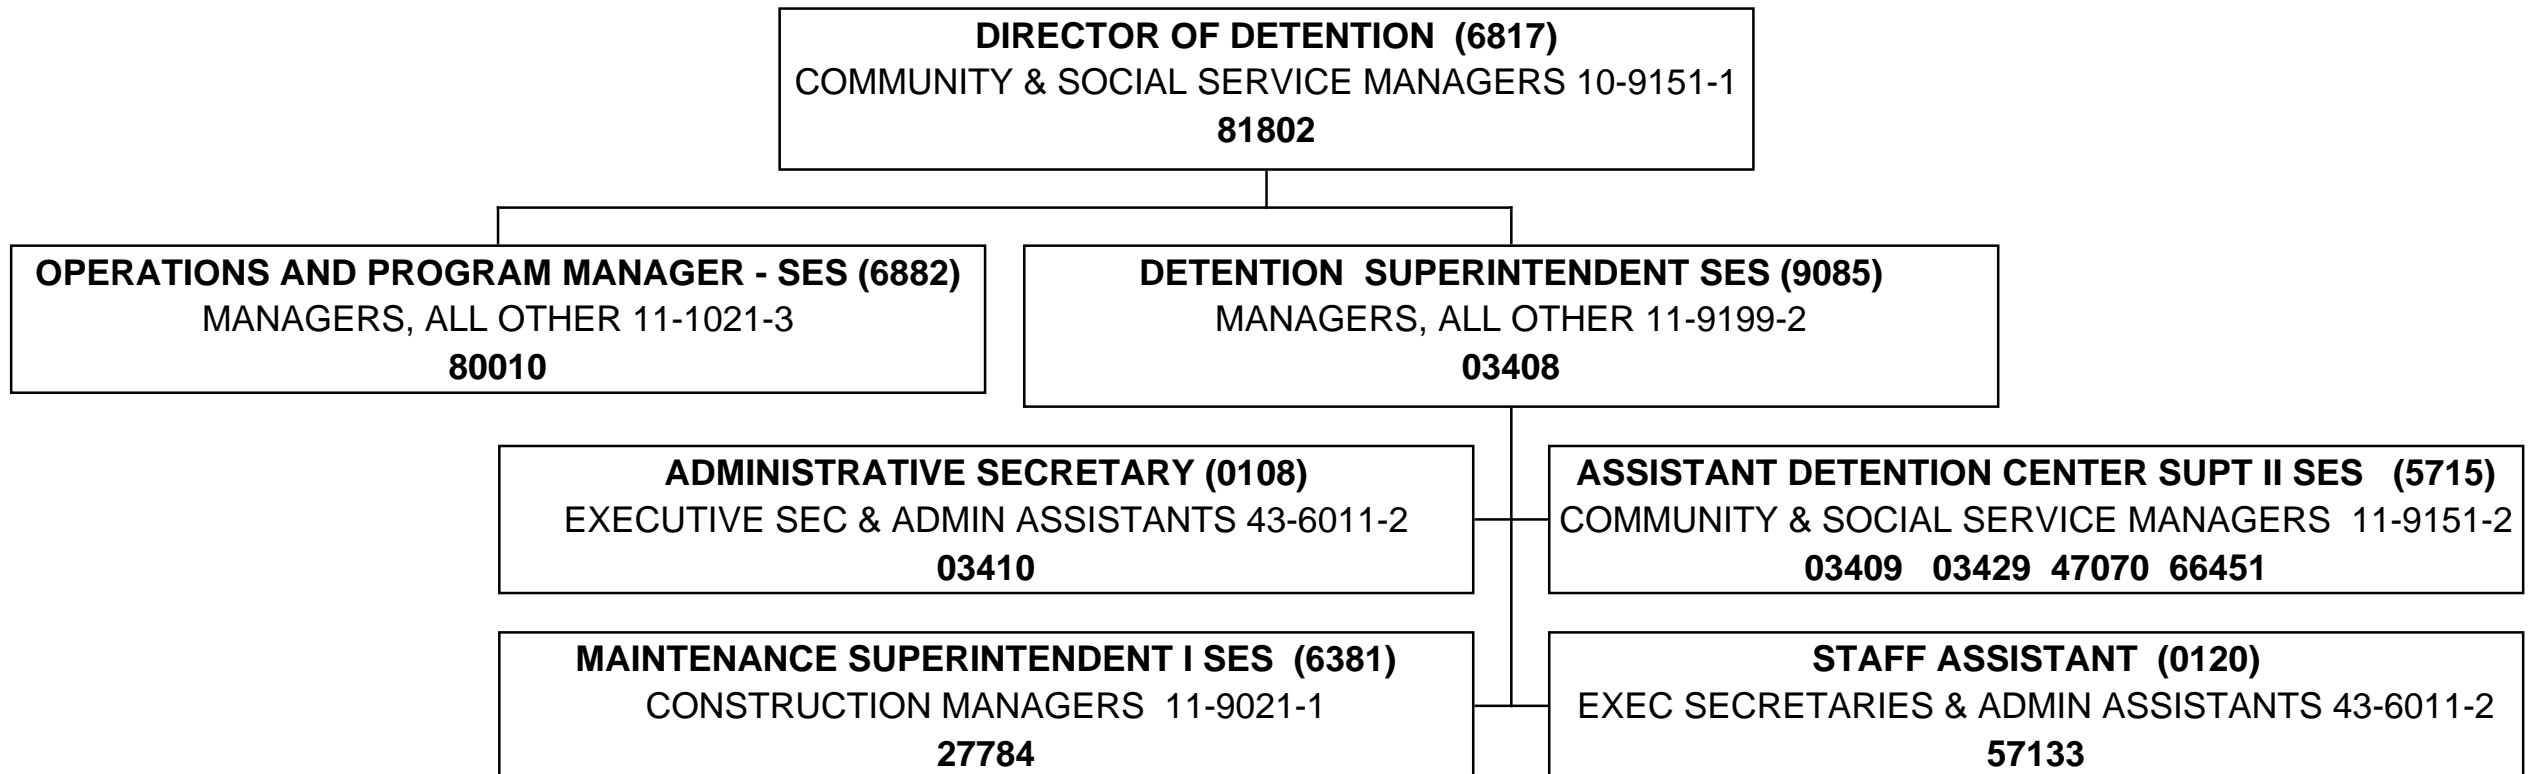 DIRECTOR OF DETENTION  (6817)
COMMUNITY & SOCIAL SERVICE MANAGERS 10-9151-1
81802
OPERATIONS AND PROGRAM MANAGER - SES (6882)
MANAGERS, ALL OTHER 11-1021-3
80010
DETENTION  SUPERINTENDENT SES (9085)
MANAGERS, ALL OTHER 11-9199-2
03408
ADMINISTRATIVE SECRETARY (0108)
EXECUTIVE SEC & ADMIN ASSISTANTS 43-6011-2
03410
ASSISTANT DETENTION CENTER SUPT II SES   (5715)
COMMUNITY & SOCIAL SERVICE MANAGERS  11-9151-2
03409   03429  47070  66451
MAINTENANCE SUPERINTENDENT I SES  (6381)
CONSTRUCTION MANAGERS  11-9021-1
27784
STAFF ASSISTANT  (0120)
EXEC SECRETARIES & ADMIN ASSISTANTS 43-6011-2
57133